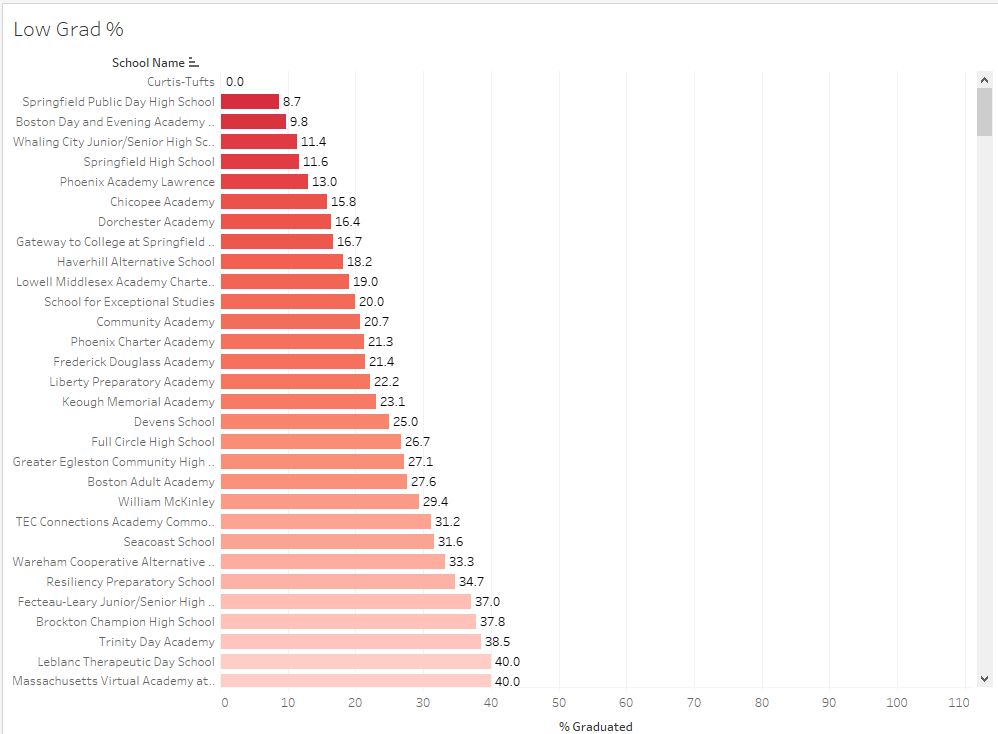 Low Grad %
School Name
Curtis-Tufts 0.0
Springfield Public Day High School 8.7
Boston Day and Evening Academy .. 9.8
Whaling City Junior/Senior High Sc.. 11.4
Springfield High School 11.6
Phoenix Academy Lawrence 13.0
Chicopee Academy 15.8
Dorchester Academy 16.4
Gateway to College at Springfield .. 16.7
Haverhill Alternative School 18.2
Lowell Middlesex Academy Charte.. 19.0
School for Exceptional Studies 20.0
Community Academy 20.7
Phoenix Charter Academy 21.3
Frederick Douglass Academy 21.4
Liberty Preparatory Academy 22.2
Keough Memorial Academy 23.1
Devens School 25.0
Full Circle High School 26.7
Greater Egleston Community High .. 27.1
Boston Adult Academy 27.6
William McKinley 29.4
TEC Connections Academy Commo.. 31.2
Seacoast School 31.6
Wareham Cooperative Alternative .. 33.3
Resiliency Preparatory School 34.7
Fecteau-Leary Junior/Senior High .. 37.0
Brockton Champion High School 37.8
Trinity Day Academy 38.5
Leblanc Therapeutic Day School 40.0
Massachusetts Virtual Academy at.. 40.0
0 10 20 30 40 50 60 70 80 90 100 110
% Graduated